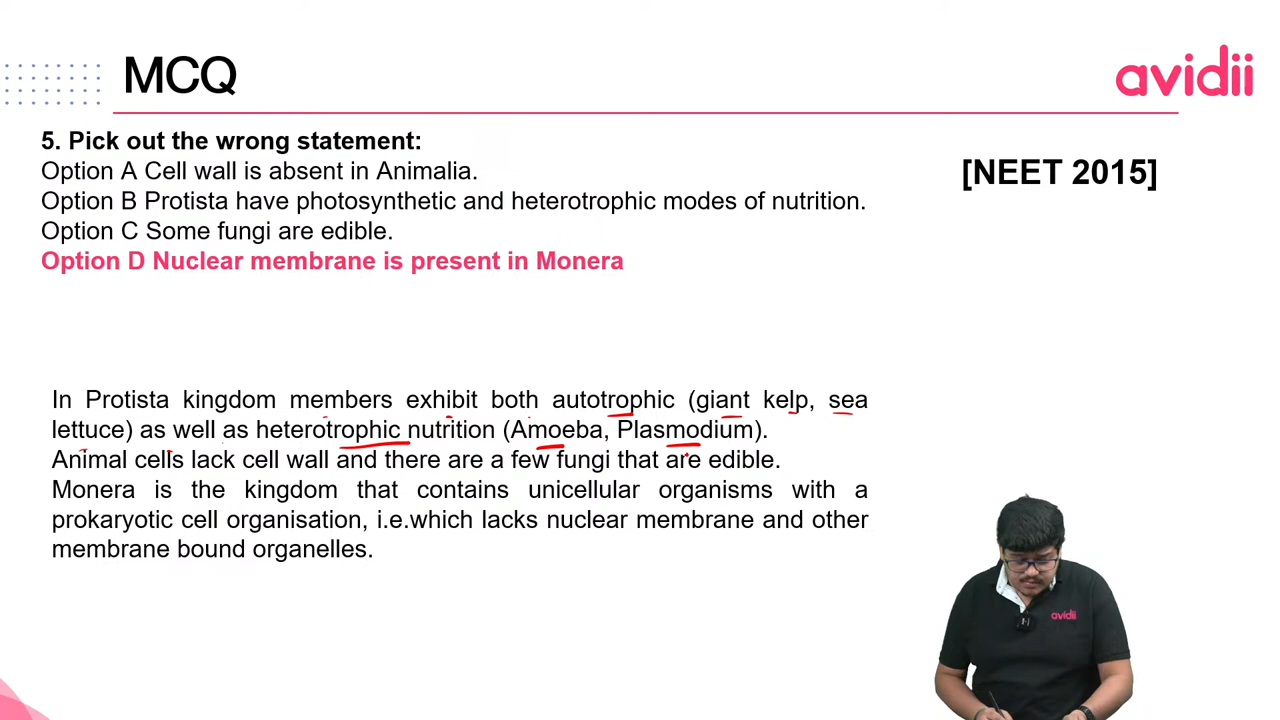 MCQ
avidii
5. Pick out the wrong statement:
Option A Cell wall is absent in Animalia.
[NEET 2015]
Option B Protista have photosynthetic and heterotrophic modes of nutrition.
Option C Some fungi are edible.
Option D Nuclear membrane is present in Monera
In Protista kingdom members exhibit both autotrophic (giant kelp, sea
lettuce) as well as heterotrophic nutrition (Amoeba, Plasmodium).
Animal cells lack cell wall and there are a few fungi that are edible.
Monera is the kingdom that contains unicellular organisms with a
prokaryotic cell organisation, i.e.which lacks nuclear membrane and other
membrane bound organelles.
avidii